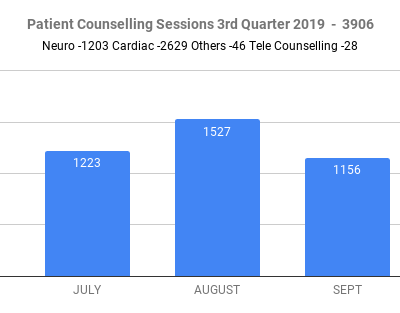 Patient Counselling Sessions 3rd Quarter 2019 - 3906
Neuro -1203 Cardiac -2629 Others -46 Tele Counselling -28
1223
1527
1156
JULY
AUGUST
SEPT